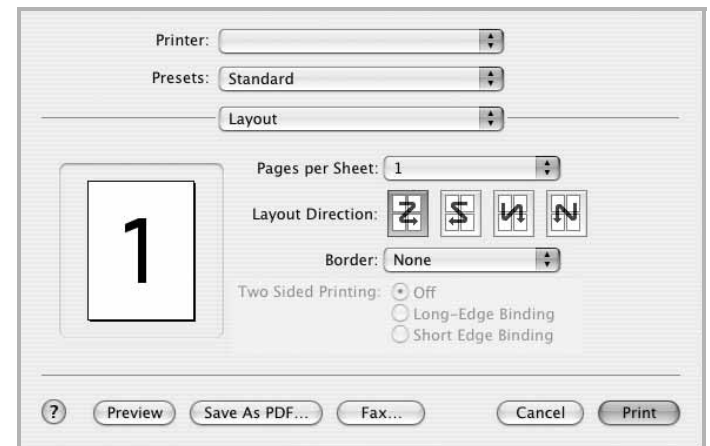 Printer:
Presets: Standard
Layout
Pages per Sheet: 1
Layout Direction:
Border: None
Two Sided Printing: Off
Long-Edge Binding
Short Edge Binding
1
? Preview Save As PDF... Fax... Cancel Print